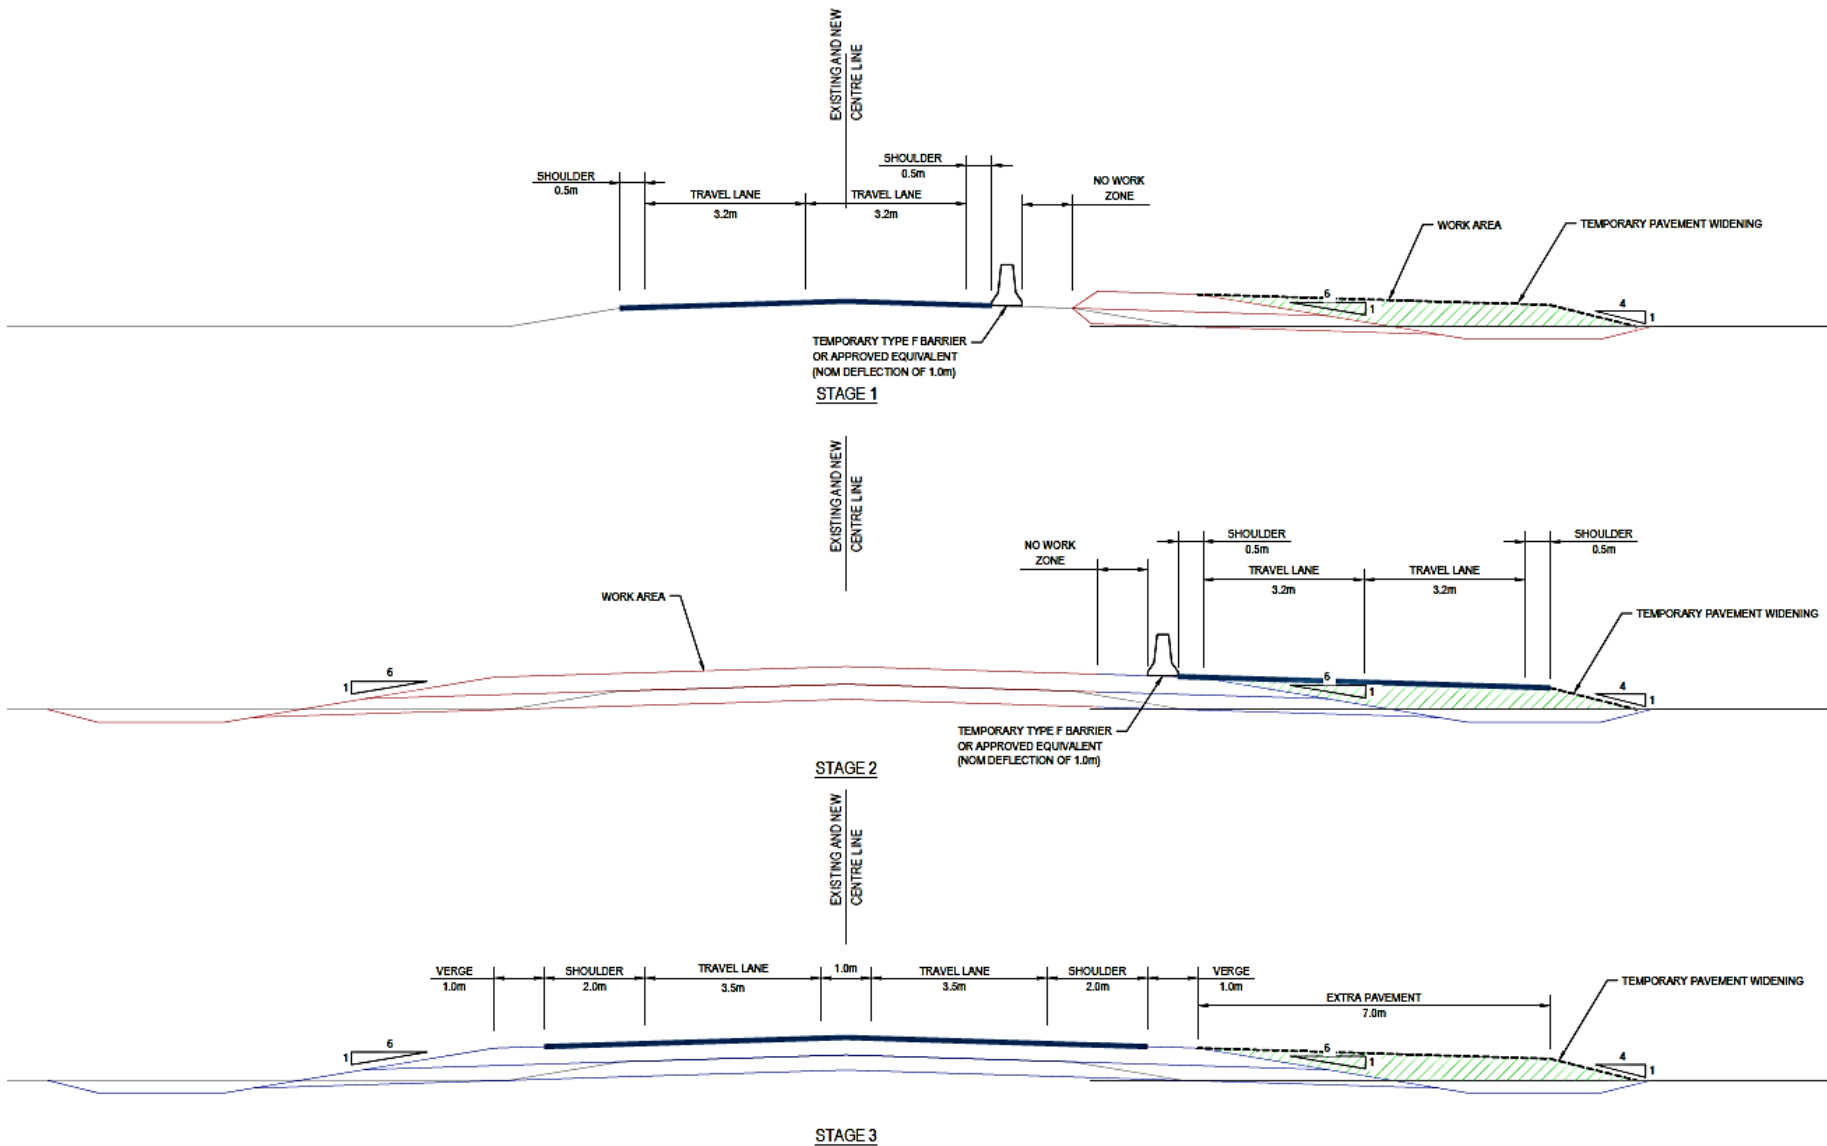 EXISTING AND NEW
CENTRE LINE
SHOULDER
0.5m
TRAVEL LANE
3.2m
TRAVEL LANE
3.2m
SHOULDER
0.5m
NO WORK
ZONE
WORK AREA
TEMPORARY PAVEMENT WIDENING
6
1
4
1
TEMPORARY TYPE F BARRIER
OR APPROVED EQUIVALENT
(NOM DEFLECTION OF 1.0m)
STAGE 1
EXISTING AND NEW
CENTRE LINE
NO WORK
ZONE
SHOULDER
0.5m
TRAVEL LANE
3.2m
TRAVEL LANE
3.2m
SHOULDER
0.5m
WORK AREA
TEMPORARY PAVEMENT WIDENING
6
1
6
1
4
1
TEMPORARY TYPE F BARRIER
OR APPROVED EQUIVALENT
(NOM DEFLECTION OF 1.0m)
STAGE 2
EXISTING AND NEW
CENTRE LINE
VERGE
1.0m
SHOULDER
2.0m
TRAVEL LANE
3.5m
1.0m
TRAVEL LANE
3.5m
SHOULDER
2.0m
VERGE
1.0m
EXTRA PAVEMENT
7.0m
TEMPORARY PAVEMENT WIDENING
6
1
6
1
4
1
STAGE 3